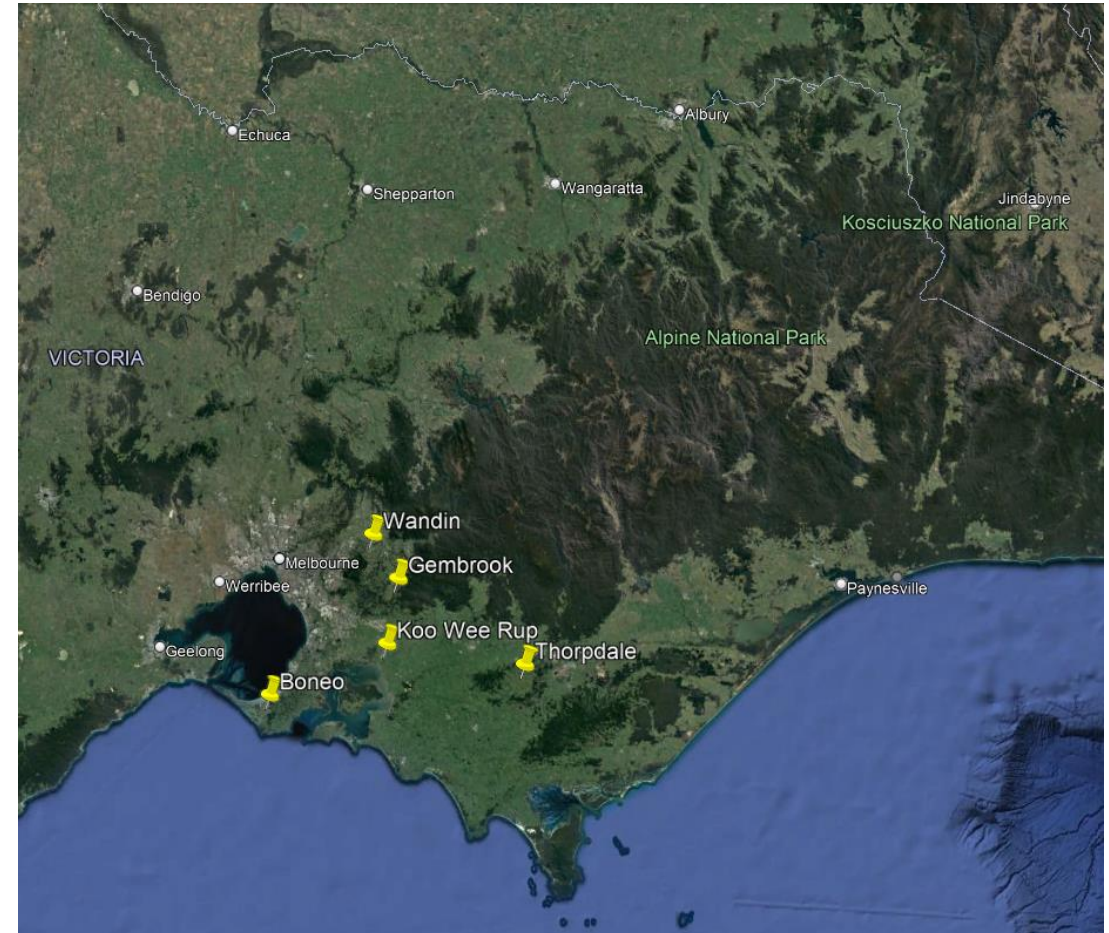 Albury
Echuca
Shepparton
Wangaratta
Jindabyne
Kosciuszko National Park
Bendigo
Alpine National Park
VICTORIA
Wandin
Melbourne
Gembrook
Werribee
Paynesville
Koo Wee Rup
Geelong
Thorpdale
Boneo